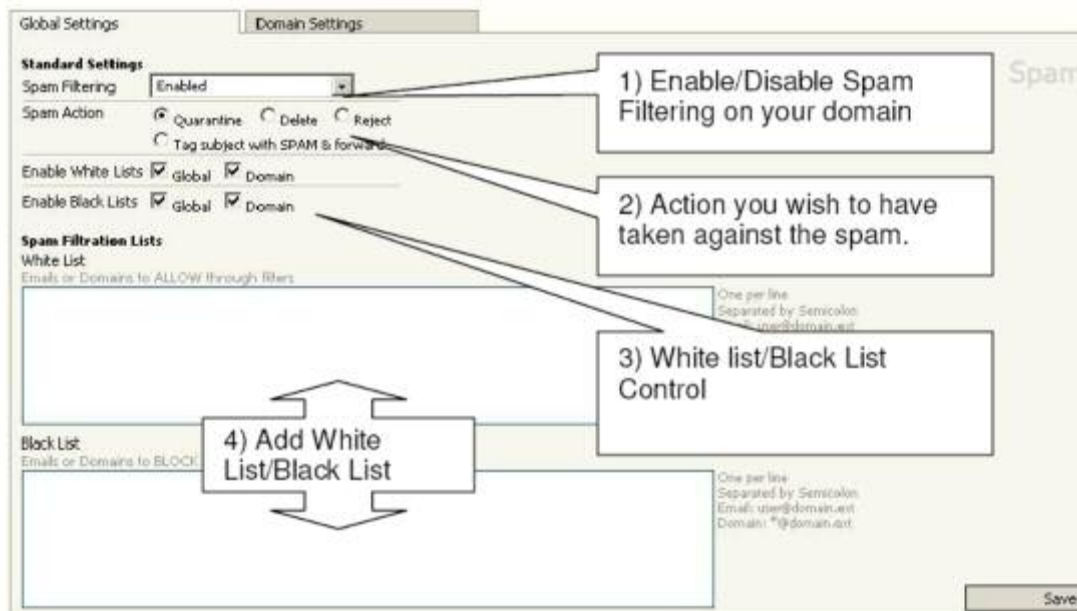 Global Settings
Domain Settings
Standard Settings
Spam Filtering Enabled
Spam Action Quarantine Delete Reject
Tag subject with SPAM & forward
Enable White Lists Global Domain
Enable Black Lists Global Domain
Spam
1) Enable/Disable Spam
Filtering on your domain
2) Action you wish to have
taken against the spam.
3) White list/Black List
Control
Spam Filtration Lists
White List
Emails or Domains to ALLOW through filters
One per line
Separated by Semicolon
user@domain.ext
4) Add White
List/Black List
Black List
Emails or Domains to BLOCK
One per line
Separated by Semicolon
Email: user@domain.ext
Domain: *@domain.ext
Save